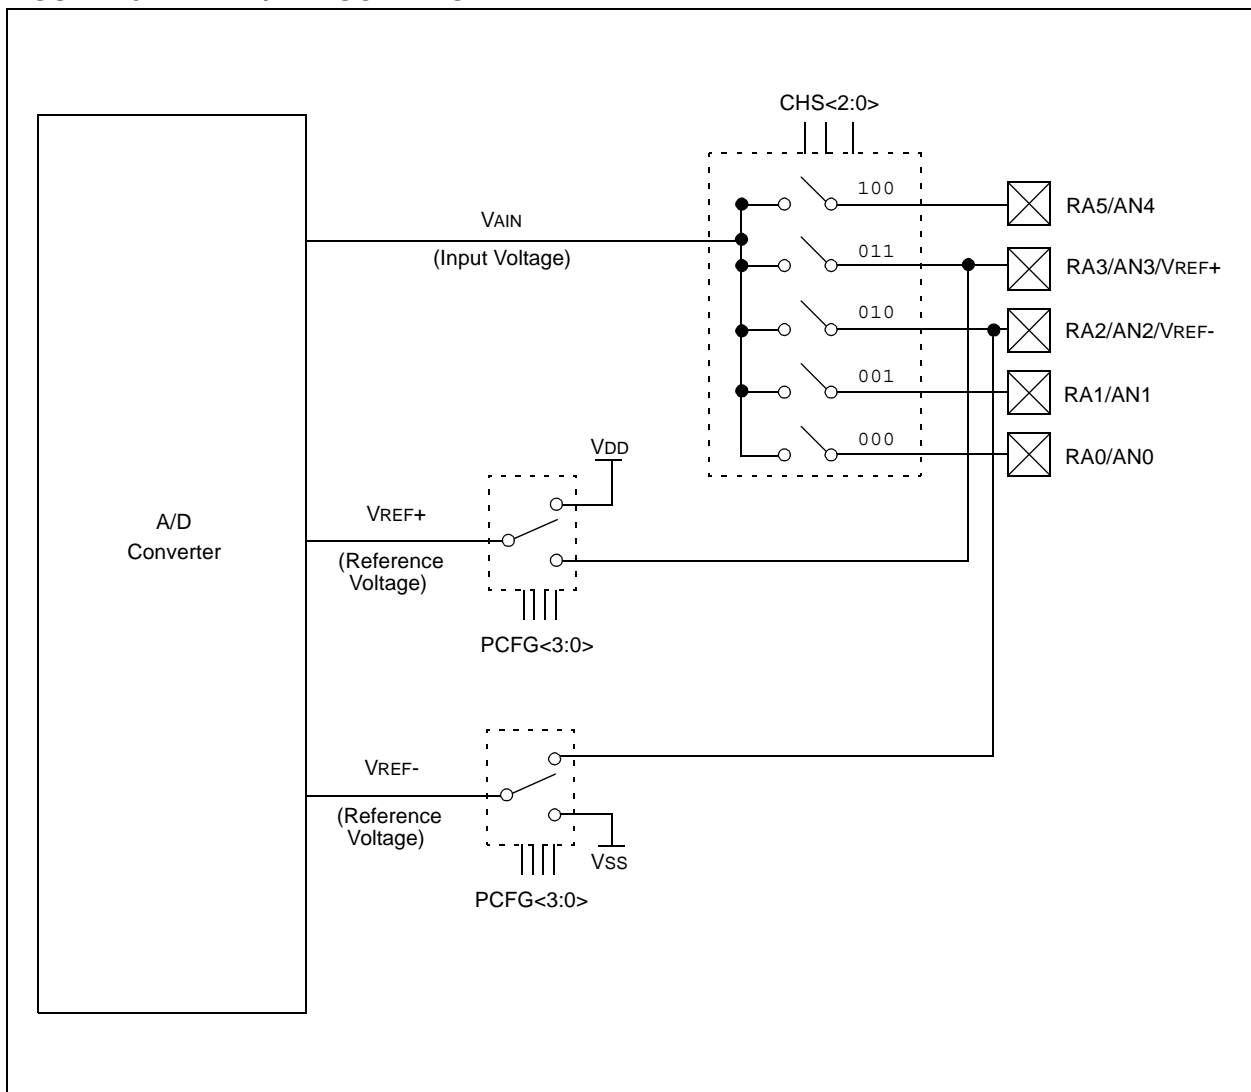 CHS<2:0>
100
RA5/AN4
VAIN
(Input Voltage)
011
RA3/AN3/VREF+
010
RA2/AN2/VREF-
001
RA1/AN1
000
RA0/AN0
VDD
A/D
Converter
VREF+
(Reference
Voltage)
PCFG<3:0>
VREF-
(Reference
Voltage)
VSS
PCFG<3:0>